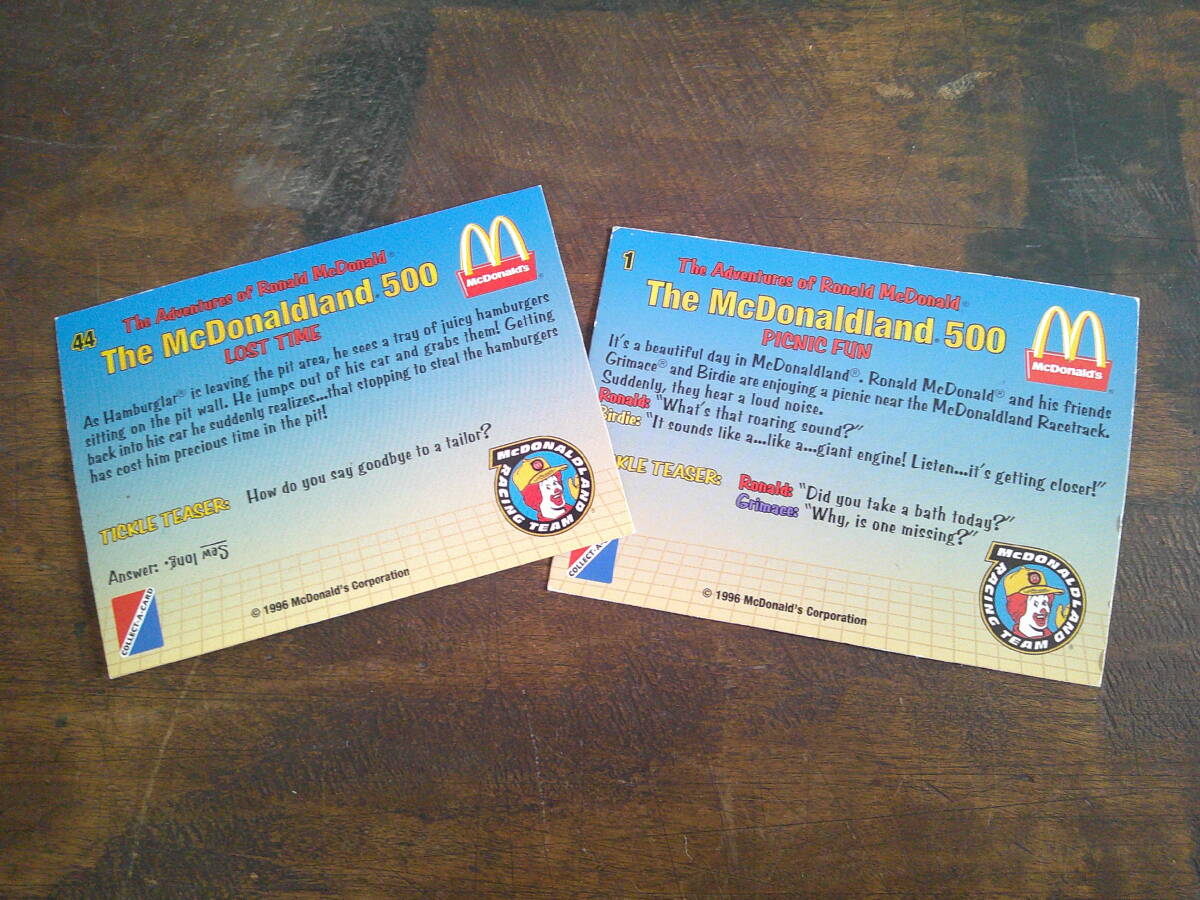 44
The Adventures of Ronald McDonald®
The McDonaldland® 500
LOST TIME
McDonald's®
As Hamburglar® is leaving the pit area, he sees a tray of juicy hamburgers
sitting on the pit wall. He jumps out of his car and grabs them! Getting
back into his car he suddenly realizes...that stopping to steal the hamburgers
has cost him precious time in the pit!
TICKLE TEASER: How do you say goodbye to a tailor?
Answer: Sew long.
McDONALDLAND
RACING TEAM
COLLECT-A-CARD
© 1996 McDonald's Corporation
1
The Adventures of Ronald McDonald®
The McDonaldland® 500
PICNIC FUN
McDonald's®
It's a beautiful day in McDonaldland®. Ronald McDonald® and his friends
Grimace® and Birdie are enjoying a picnic near the McDonaldland Racetrack.
Suddenly, they hear a loud noise.
Ronald: "What's that roaring sound?"
Birdie: "It sounds like a...like a...giant engine! Listen...it's getting closer!"
KLE TEASER: Ronald: "Did you take a bath today?"
Grimace: "Why, is one missing?"
COLLECT-A-
© 1996 McDonald's Corporation
McDONALDLAND
RACING TEAM